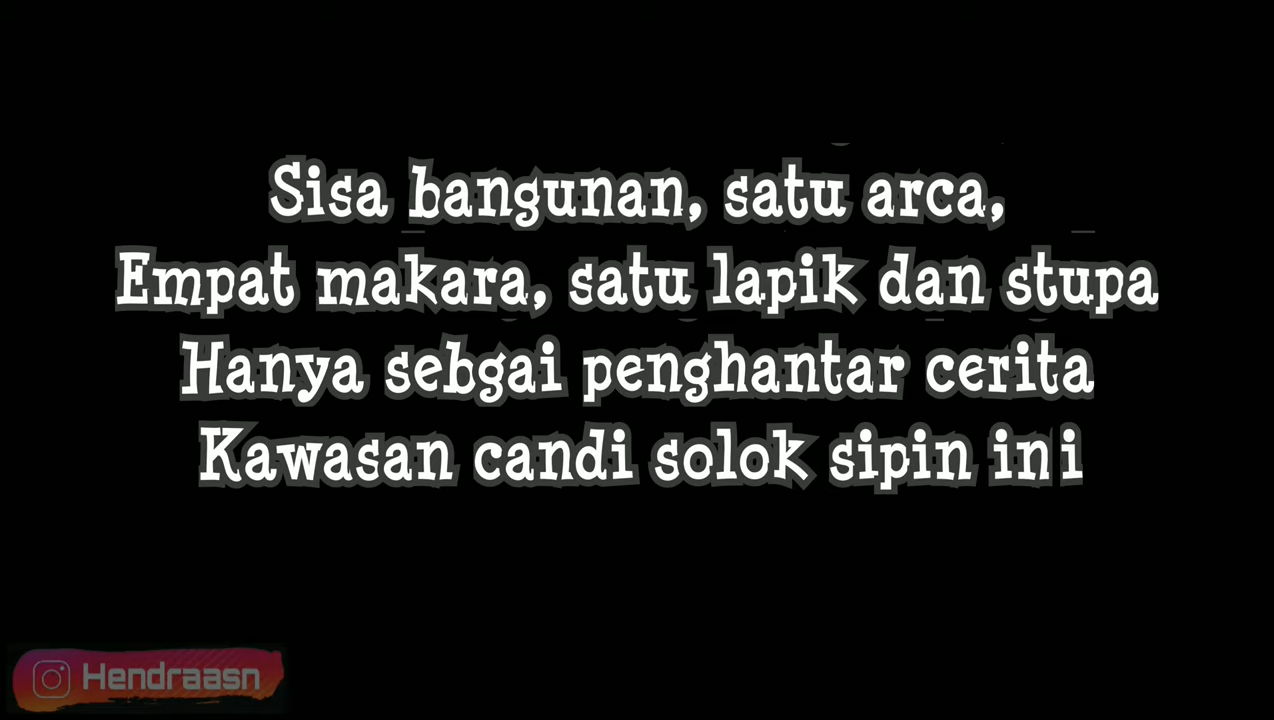 Sisa bangunan, satu arca,
Empat makara, satu lapik dan stupa
Hanya sebgai penghantar cerita
Kawasan candi solok sipin ini
Hendraasn